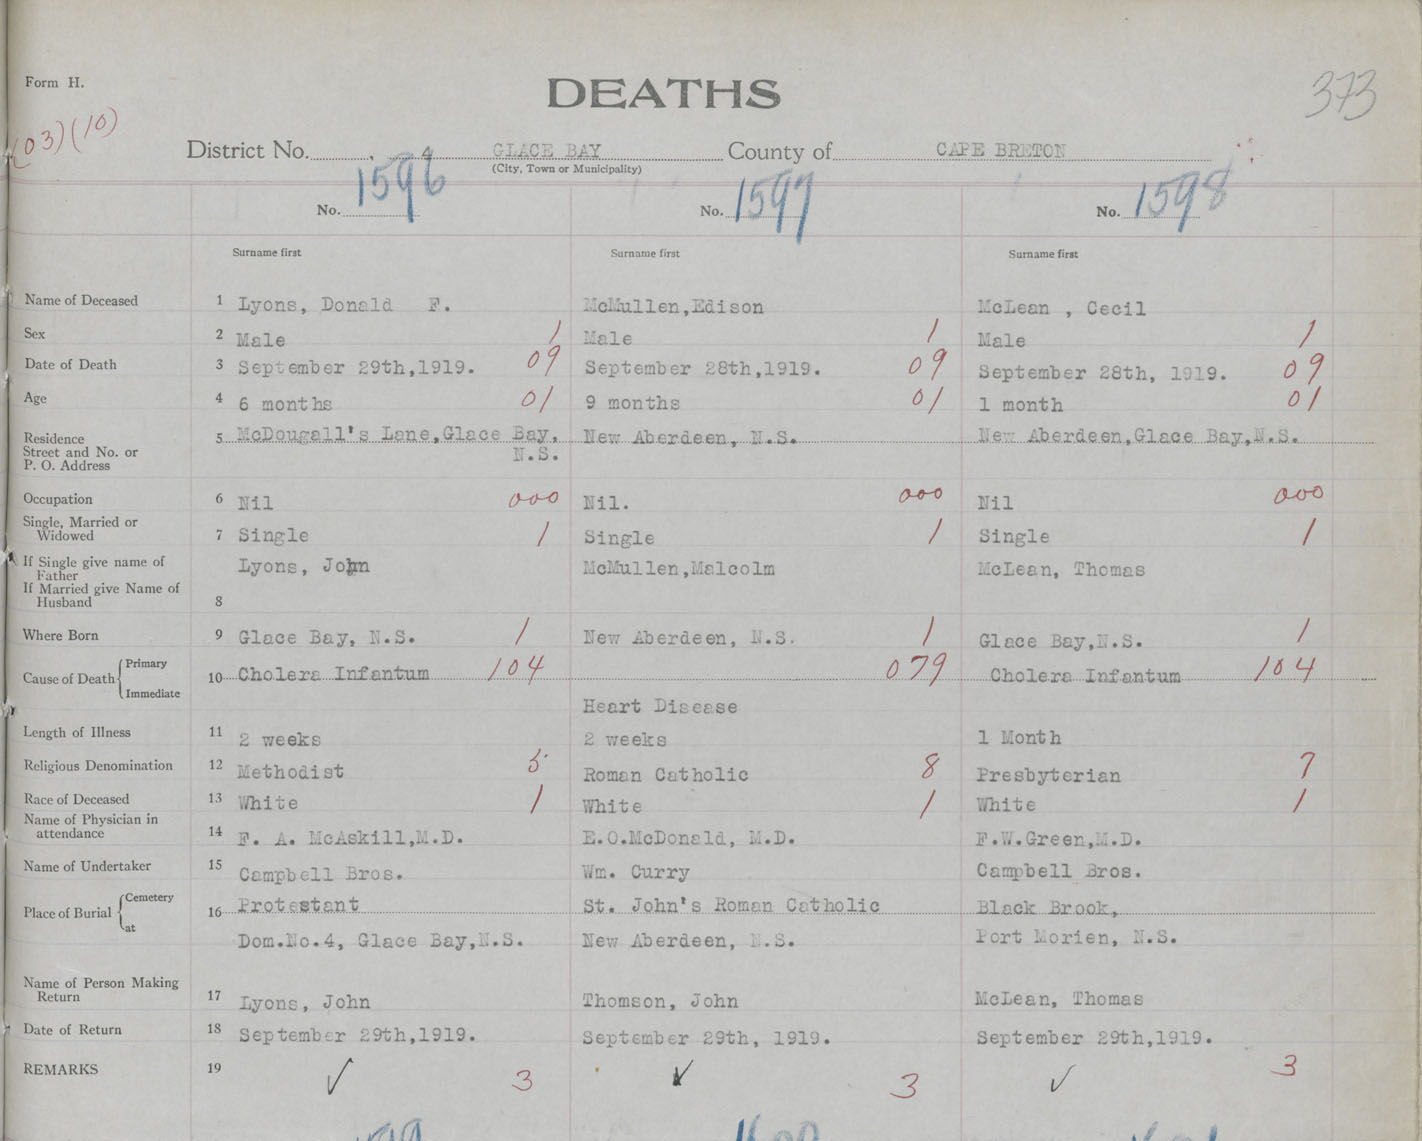 Form H.
DEATHS
373
(03)(10)
District No. 4 GLACE BAY County of CAPE BRETON
(City, Town or Municipality)
No. 1596 No. 1597 No. 1598
Surname first Surname first Surname first
Name of Deceased 1 Lyons, Donald F. McMullen,Edison McLean , Cecil
Sex 2 Male 1 Male 1 Male 1
Date of Death 3 September 29th,1919. 09 September 28th,1919. 09 September 28th, 1919. 09
Age 4 6 months 01 9 months 01 1 month 01
Residence 5 McDougall's Lane,Glace Bay, New Aberdeen, N.S. New Aberdeen,Glace Bay,N.S.
Street and No. or N.S.
P. O. Address
Occupation 6 Nil 000 Nil. 000 Nil 000
Single, Married or
Widowed 7 Single 1 Single 1 Single 1
If Single give name of Lyons, John McMullen,Malcolm McLean, Thomas
Father
If Married give Name of
Husband 8
Where Born 9 Glace Bay, N.S. 1 New Aberdeen, N.S. 1 Glace Bay,N.S. 1
Primary
Cause of Death 10 Cholera Infantum 104 079 Cholera Infantum 104
Immediate
Heart Disease
Length of Illness 11 2 weeks 2 weeks 1 Month
Religious Denomination 12 Methodist 5 Roman Catholic 8 Presbyterian 7
Race of Deceased 13 White 1 White 1 White 1
Name of Physician in
attendance 14 F. A. McAskill,M.D. E.O.McDonald, M.D. F.W.Green,M.D.
Name of Undertaker 15 Campbell Bros. Wm. Curry Campbell Bros.
Cemetery
Place of Burial 16 Protestant St. John's Roman Catholic Black Brook,
at
Dom.No.4, Glace Bay,N.S. New Aberdeen, N.S. Port Morien, N.S.
Name of Person Making
Return 17 Lyons, John Thomson, John McLean, Thomas
Date of Return 18 September 29th,1919. September 29th, 1919. September 29th,1919.
REMARKS 19 ✓ 3 ✓ 3 ✓ 3